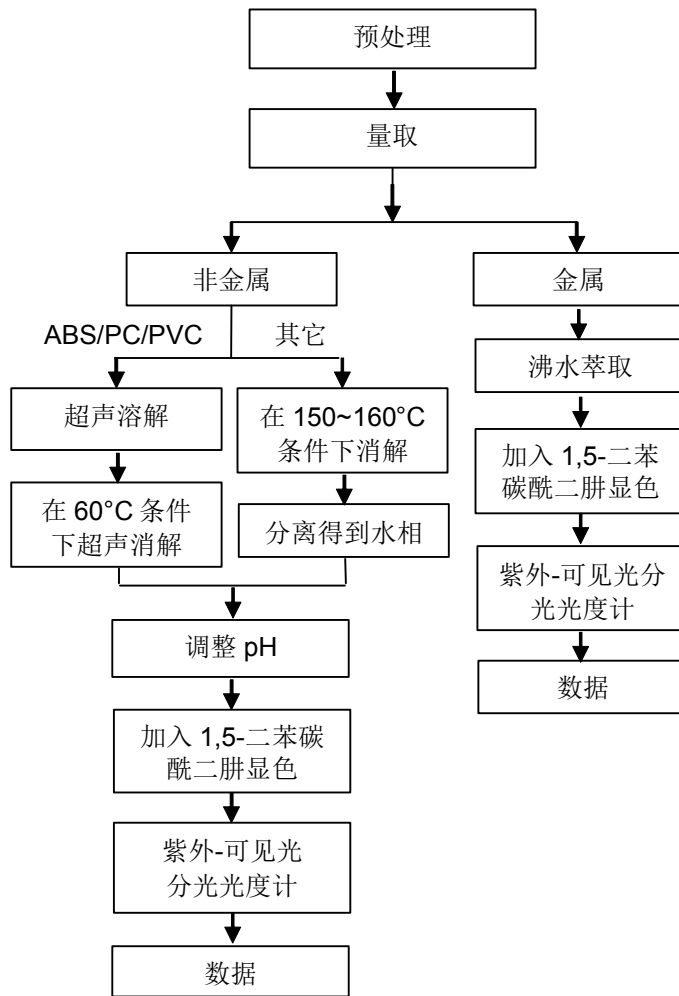 预处理
量取
非金属
金属
ABS/PC/PVC
其它
沸水萃取
超声溶解
在 150~160°C
条件下消解
加入 1,5-二苯
碳酰二肼显色
在 60°C 条件
下超声消解
分离得到水相
紫外-可见光分
光光度计
调整 pH
数据
加入 1,5-二苯碳
酰二肼显色
紫外-可见光
分光光度计
数据